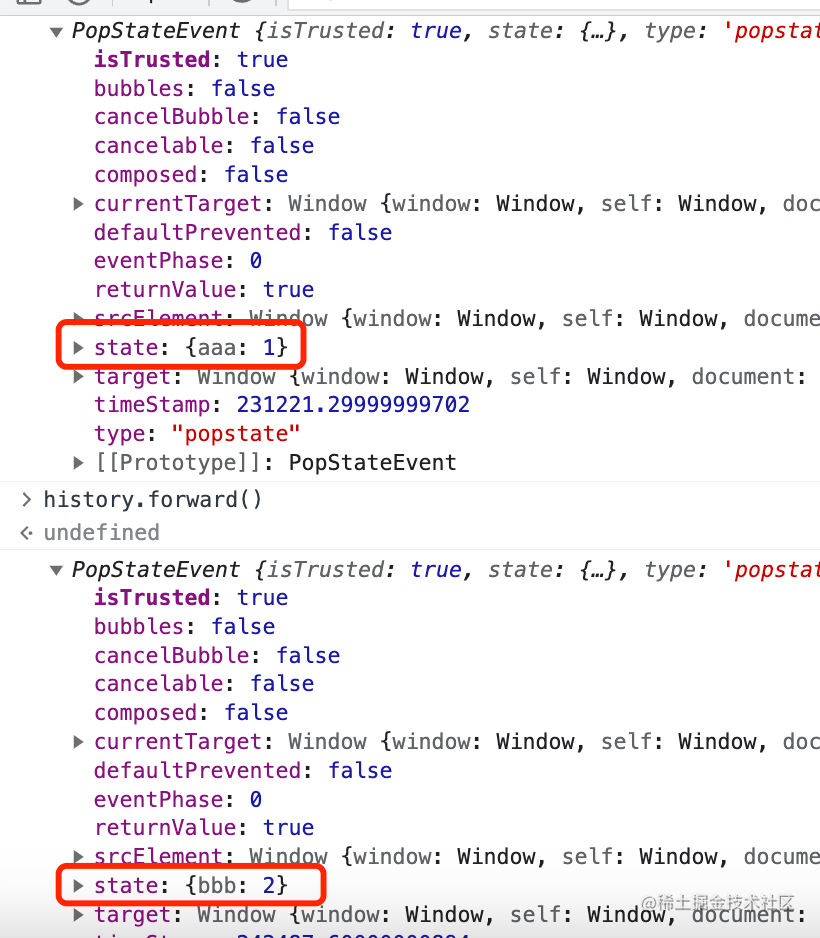 ▼ PopStateEvent {isTrusted: true, state: {…}, type: 'popstat
isTrusted: true
bubbles: false
cancelBubble: false
cancelable: false
composed: false
▶ currentTarget: Window {window: Window, self: Window, doc
defaultPrevented: false
eventPhase: 0
returnValue: true
▶ srcElement: Window {window: Window, self: Window, docume
▶ state: {aaa: 1}
▶ target: Window {window: Window, self: Window, document:
timeStamp: 231221.29999999702
type: "popstate"
▶ [[Prototype]]: PopStateEvent
> history.forward()
undefined
▼ PopStateEvent {isTrusted: true, state: {…}, type: 'popstat
isTrusted: true
bubbles: false
cancelBubble: false
cancelable: false
composed: false
▶ currentTarget: Window {window: Window, self: Window, doc
defaultPrevented: false
eventPhase: 0
returnValue: true
▶ srcElement: Window {window: Window, self: Window, docume
▶ state: {bbb: 2}
@稀土掘金技术社区
▶ target: Window {window: Window, self: Window, document: